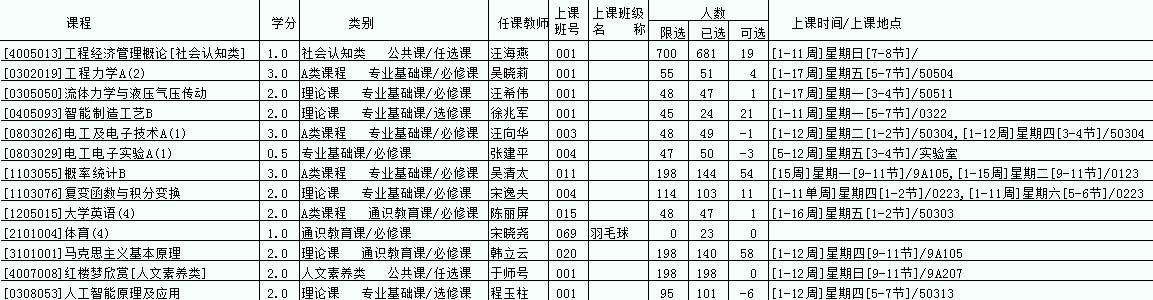 课程 学分 类别 任课教师 上课班号 上课班级名称 人数 上课时间/上课地点
限选 已选 可选
[4005013]工程经济管理概论[社会认知类] 1.0 社会认知类 公共课/任选课 汪海燕 001 700 681 19 [1-11周]星期日[7-8节]/
[0302019]工程力学A(2) 3.0 A类课程 专业基础课/必修课 吴晓莉 001 55 51 4 [1-17周]星期五[5-7节]/50504
[0305050]流体力学与液压气压传动 2.0 理论课 专业基础课/必修课 汪希伟 001 48 47 1 [1-17周]星期一[3-4节]/50511
[0405093]智能制造工艺B 2.0 理论课 专业基础课/选修课 徐兆军 001 45 24 21 [1-11周]星期一[5-7节]/0322
[0803026]电工及电子技术A(1) 3.0 A类课程 专业基础课/必修课 汪向华 003 48 49 -1 [1-12周]星期二[1-2节]/50304,[1-12周]星期四[3-4节]/50304
[0803029]电工电子实验A(1) 0.5 专业基础课/必修课 张建平 004 47 50 -3 [5-12周]星期五[3-4节]/实验室
[1103055]概率统计B 3.0 A类课程 专业基础课/必修课 吴清太 011 198 144 54 [15周]星期一[9-11节]/9A105,[1-15周]星期二[9-11节]/0123
[1103076]复变函数与积分变换 2.0 理论课 专业基础课/必修课 宋逸夫 004 114 103 11 [1-11单周]星期四[1-2节]/0223,[1-11周]星期六[5-6节]/0223
[1205015]大学英语(4) 2.0 A类课程 通识教育课/必修课 陈丽屏 015 48 47 1 [1-16周]星期五[1-2节]/50303
[2101004]体育(4) 1.0 通识教育课/必修课 宋晓尧 069 羽毛球 0 23 0
[3101001]马克思主义基本原理 2.0 理论课 通识教育课/必修课 韩立云 020 198 140 58 [1-12周]星期四[9-11节]/9A105
[4007008]红楼梦欣赏[人文素养类] 2.0 人文素养类 公共课/任选课 于师号 001 198 198 0 [1-12周]星期日[9-11节]/9A207
[0308053]人工智能原理及应用 2.0 理论课 专业基础课/选修课 程玉柱 001 95 101 -6 [1-12周]星期四[5-7节]/50313